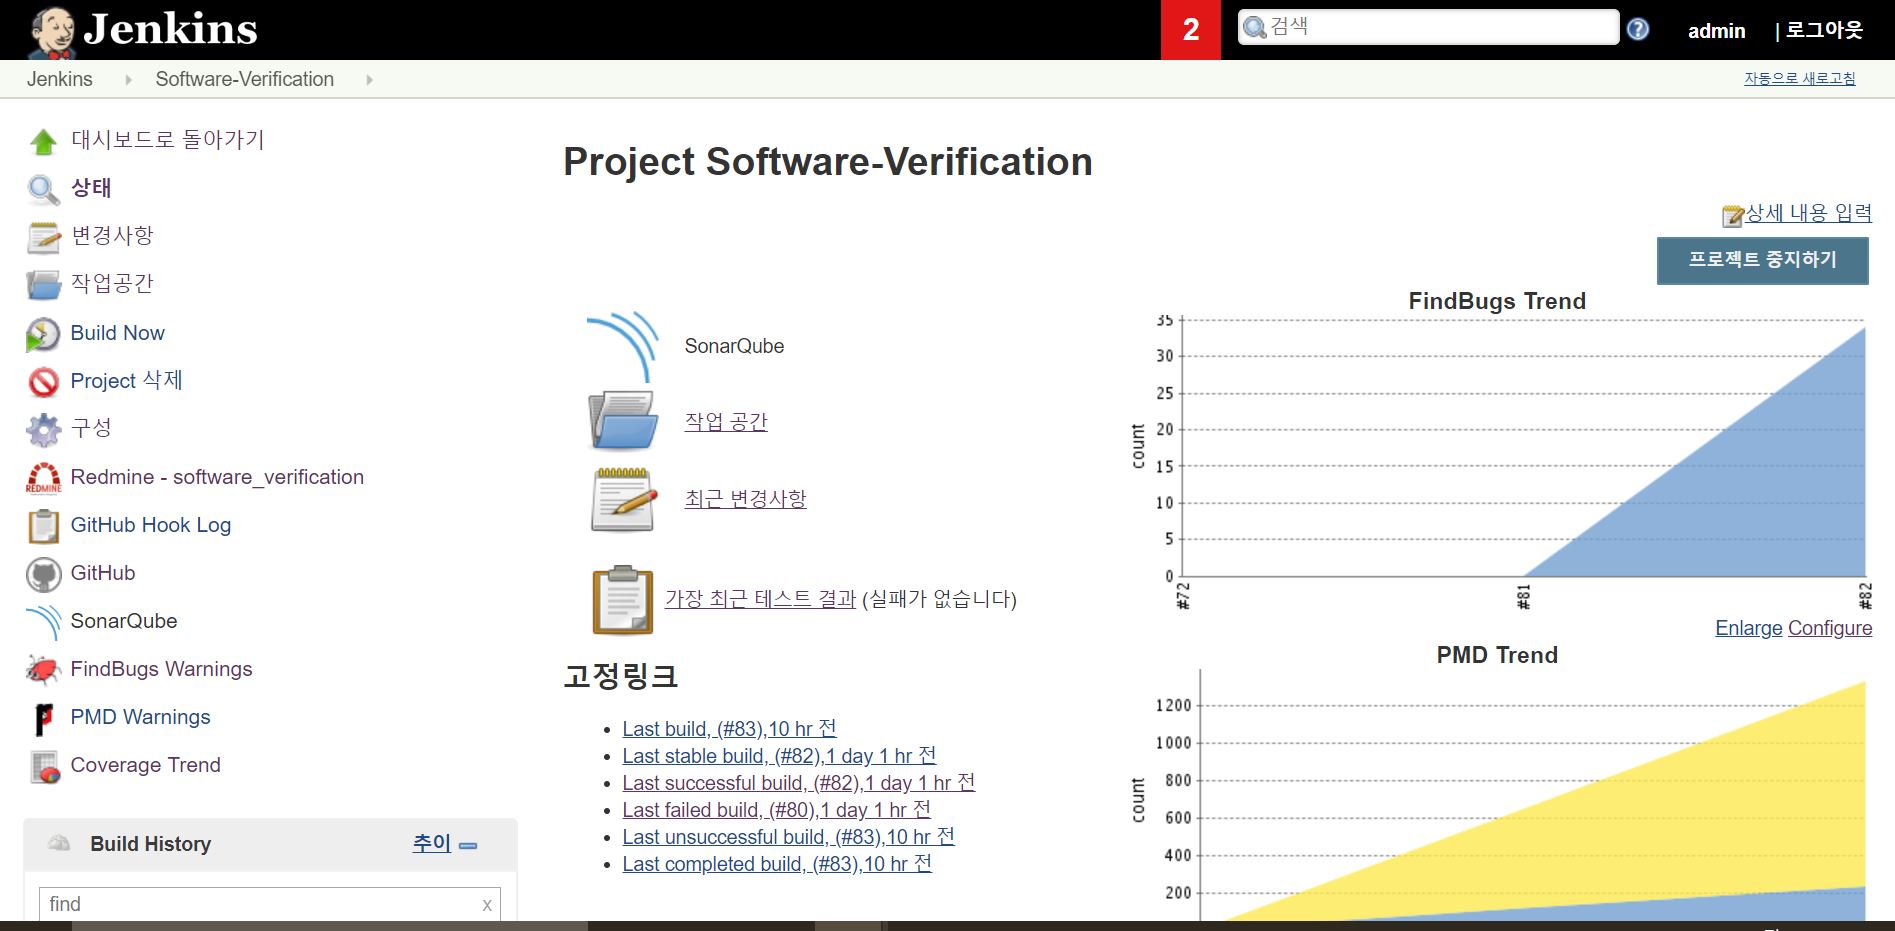 Jenkins
2
검색
admin
| 로그아웃
Jenkins
Software-Verification
자동으로 새로고침
대시보드로 돌아가기
상태
변경사항
작업공간
Build Now
Project 삭제
구성
REDMINE
Redmine - software_verification
GitHub Hook Log
GitHub
SonarQube
FindBugs Warnings
PMD Warnings
Coverage Trend
Build History
추이
find
x
Project Software-Verification
상세 내용 입력
프로젝트 중지하기
SonarQube
작업 공간
최근 변경사항
가장 최근 테스트 결과 (실패가 없습니다)
고정링크
Last build, (#83),10 hr 전
Last stable build, (#82),1 day 1 hr 전
Last successful build, (#82),1 day 1 hr 전
Last failed build, (#80),1 day 1 hr 전
Last unsuccessful build, (#83),10 hr 전
Last completed build, (#83),10 hr 전
FindBugs Trend
count
35
30
25
20
15
10
5
0
#72
#81
#82
Enlarge Configure
PMD Trend
count
1200
1000
800
600
400
200